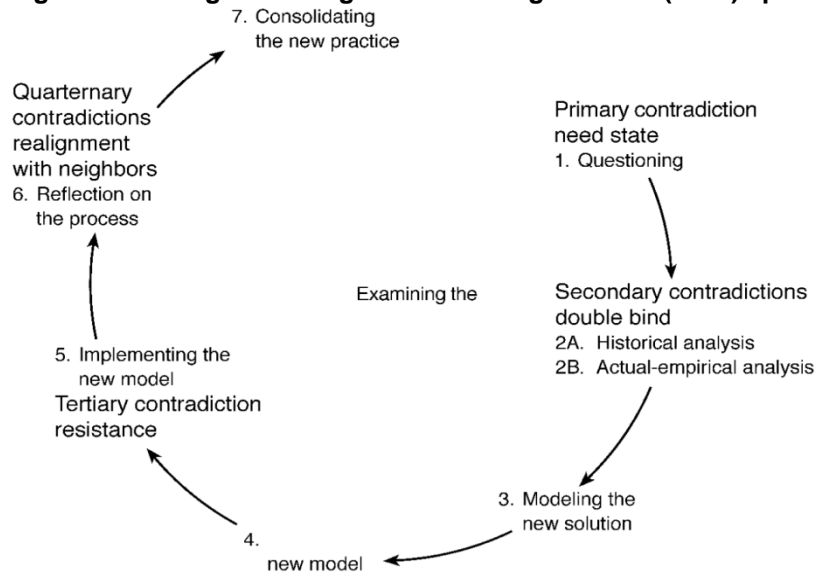 7. Consolidating
the new practice
Quarternary
contradictions
realignment
with neighbors
6. Reflection on
the process
Primary contradiction
need state
1. Questioning
Examining the
Secondary contradictions
double bind
2A. Historical analysis
2B. Actual-empirical analysis
5. Implementing the
new model
Tertiary contradiction
resistance
3. Modeling the
new solution
4.
new model